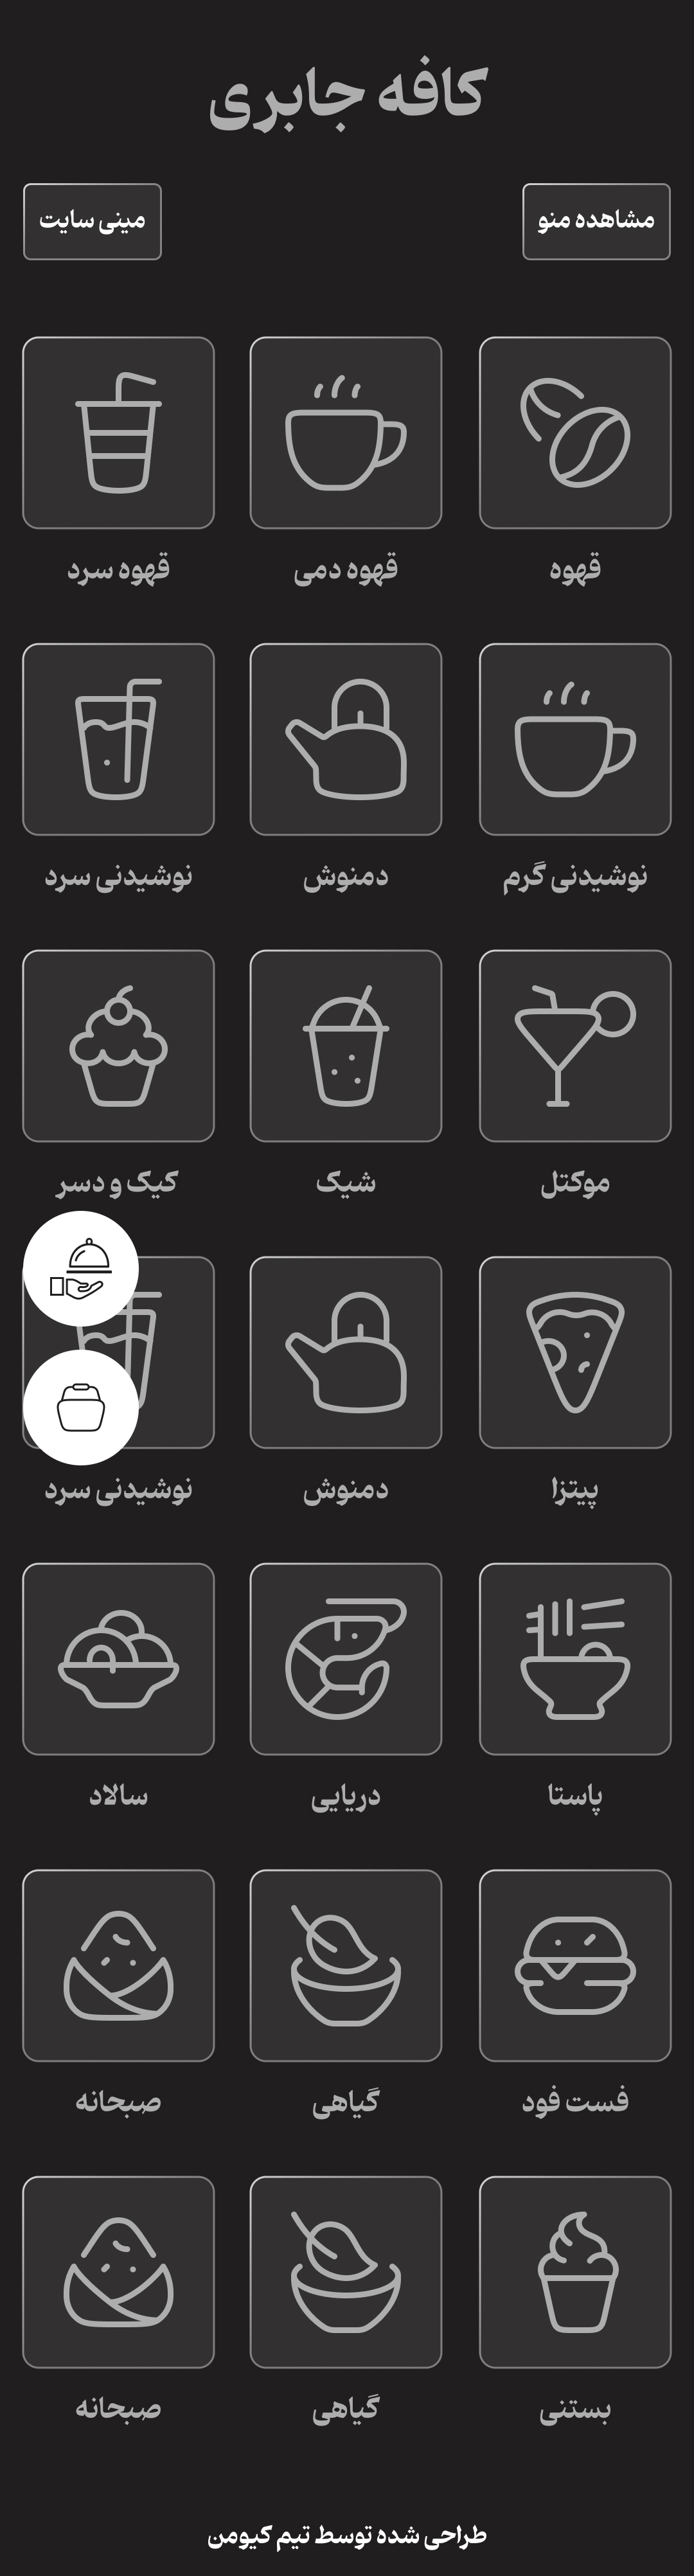 کافه جابری
مشاهده منو
مینی سایت
قهوه
قهوه دمی
قهوه سرد
نوشیدنی گرم
دمنوش
نوشیدنی سرد
موکتل
شیک
کیک و دسر
پیتزا
دمنوش
نوشیدنی سرد
پاستا
دریایی
سالاد
فست فود
گیاهی
صبحانه
بستنی
گیاهی
صبحانه
طراحی شده توسط تیم کیومن